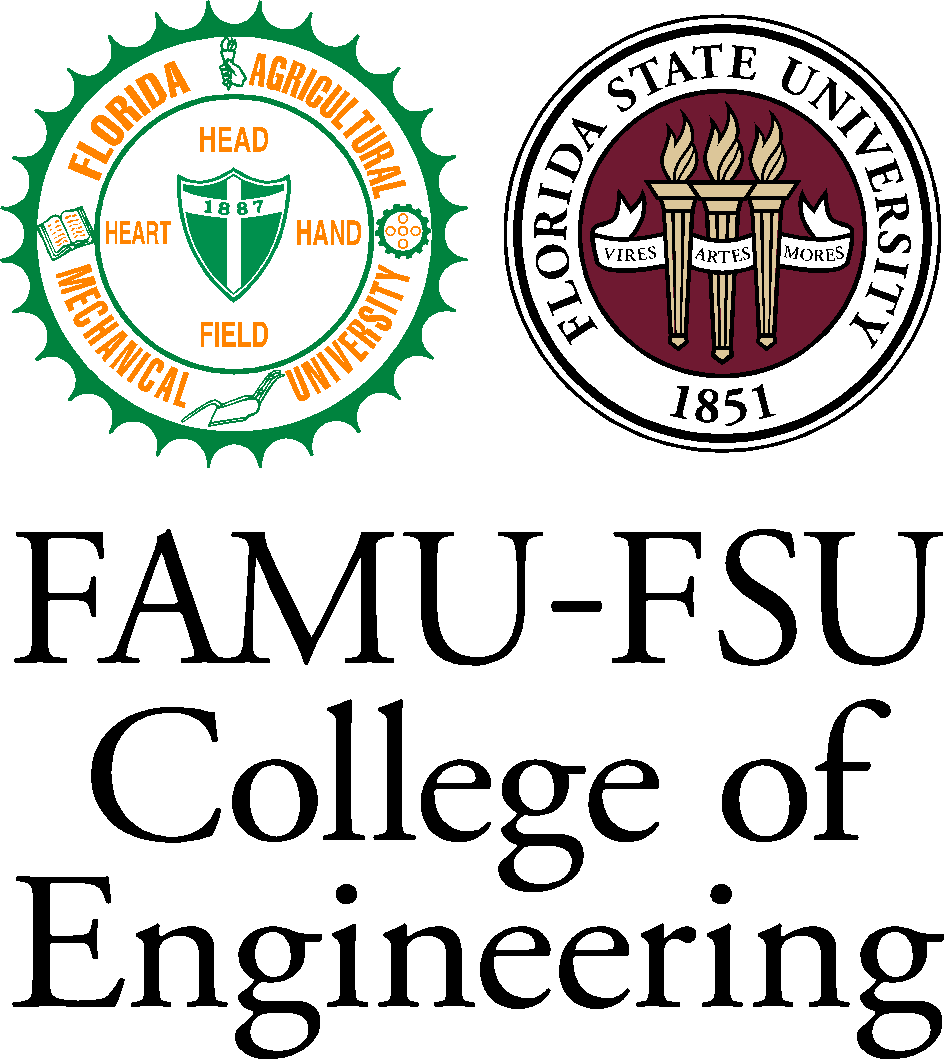 FLORIDA AGRICULTURAL
MECHANICAL UNIVERSITY
HEAD
1887
HEART HAND
FIELD
FLORIDA STATE UNIVERSITY
VIRES ARTES MORES
1851
FAMU-FSU
College of
Engineering